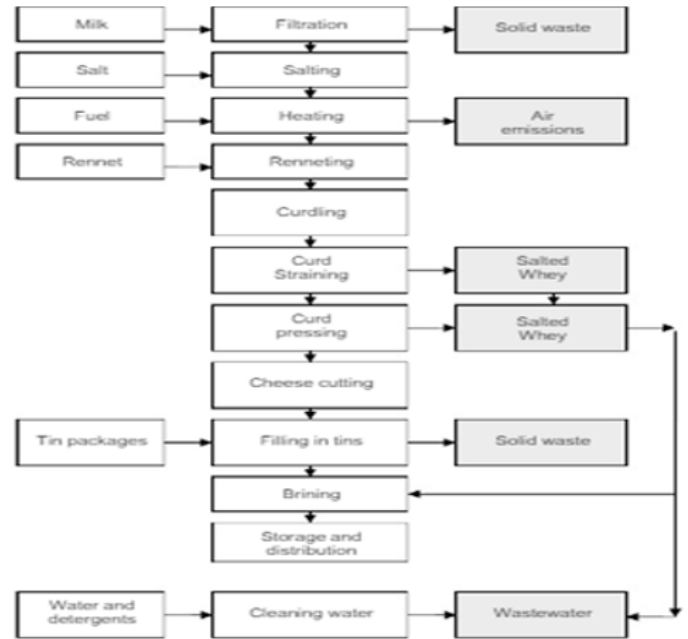 Milk
Filtration
Solid waste
Salt
Salting
Fuel
Heating
Air
emissions
Rennet
Renneting
Curdling
Curd
Straining
Salted
Whey
Curd
pressing
Salted
Whey
Cheese cutting
Tin packages
Filling in tins
Solid waste
Brining
Storage and
distribution
Water and
detergents
Cleaning water
Wastewater